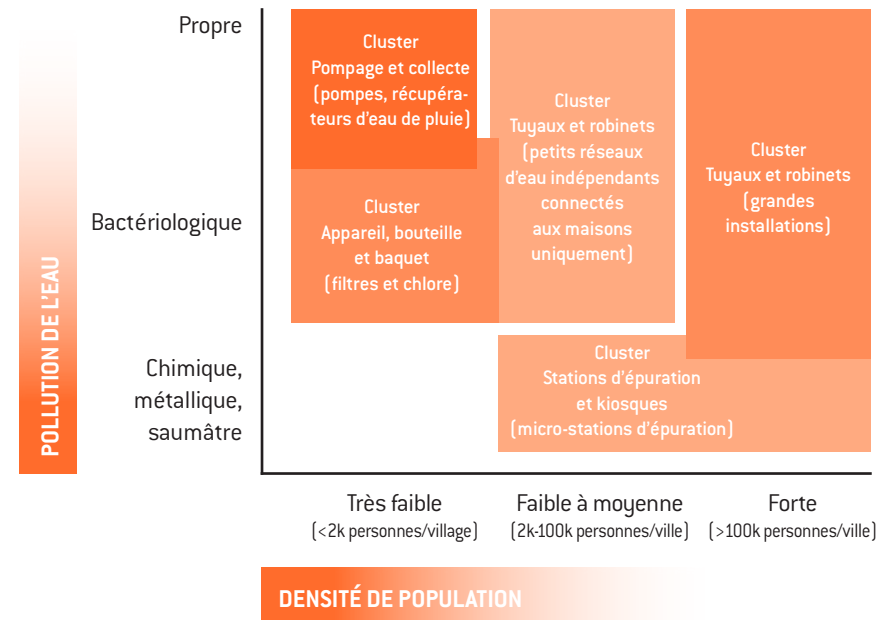 Propre
Bactériologique
Chimique,
métallique,
saumâtre
POLLUTION DE L'EAU
Cluster
Pompage et collecte
(pompes, récupéra-
teurs d'eau de pluie)
Cluster
Appareil, bouteille
et baquet
(filtres et chlore)
Cluster
Tuyaux et robinets
(petits réseaux
d'eau indépendants
connectés
aux maisons
uniquement)
Cluster
Tuyaux et robinets
(grandes
installations)
Cluster
Stations d'épuration
et kiosques
(micro-stations d'épuration)
Très faible
(<2k personnes/village)
Faible à moyenne
(2k-100k personnes/ville)
Forte
(>100k personnes/ville)
DENSITÉ DE POPULATION